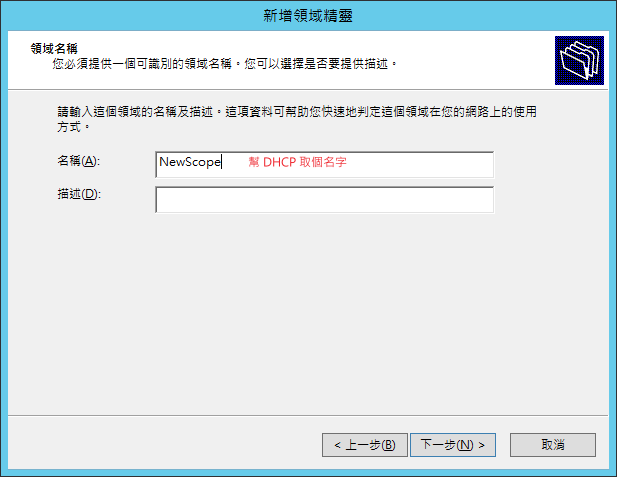 新增領域精靈
領域名稱
您必須提供一個可識別的領域名稱。您可以選擇是否要提供描述。
請輸入這個領域的名稱及描述。這項資料可幫助您快速地判定這個領域在您的網路上的使用
方式。
名稱(A): NewScope 幫 DHCP 取個名字
描述(D):
< 上一步(B) 下一步(N) > 取消